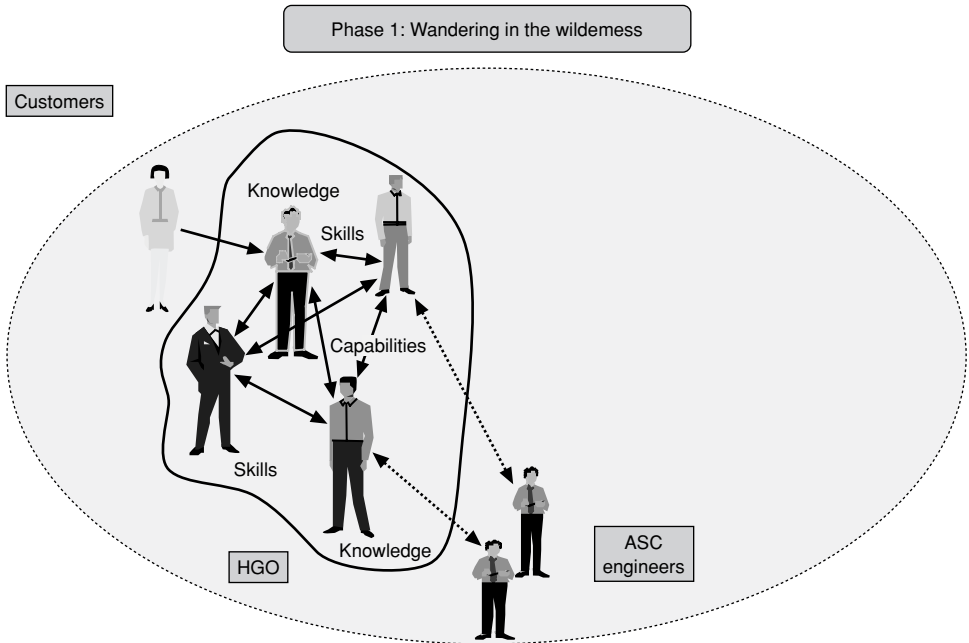 Phase 1: Wandering in the wildemess
Customers
Knowledge
Skills
Capabilities
Skills
Knowledge
HGO
ASC
engineers